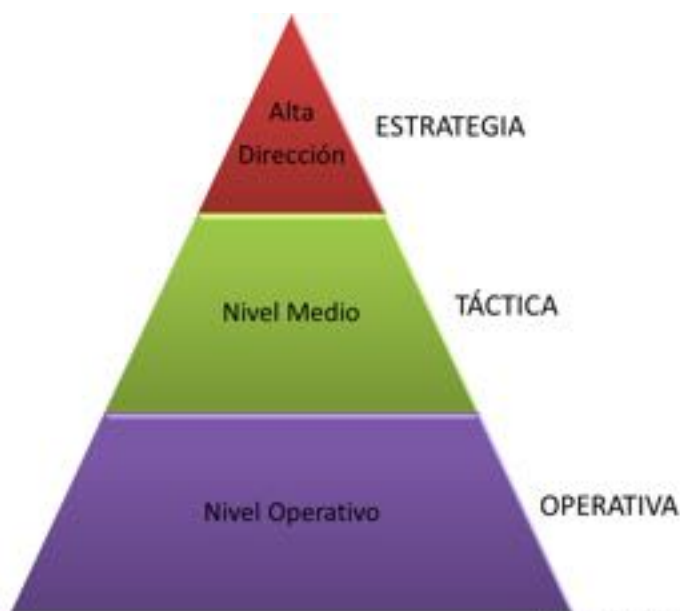 Alta
Dirección
ESTRATEGIA
Nivel Medio
TÁCTICA
Nivel Operativo
OPERATIVA